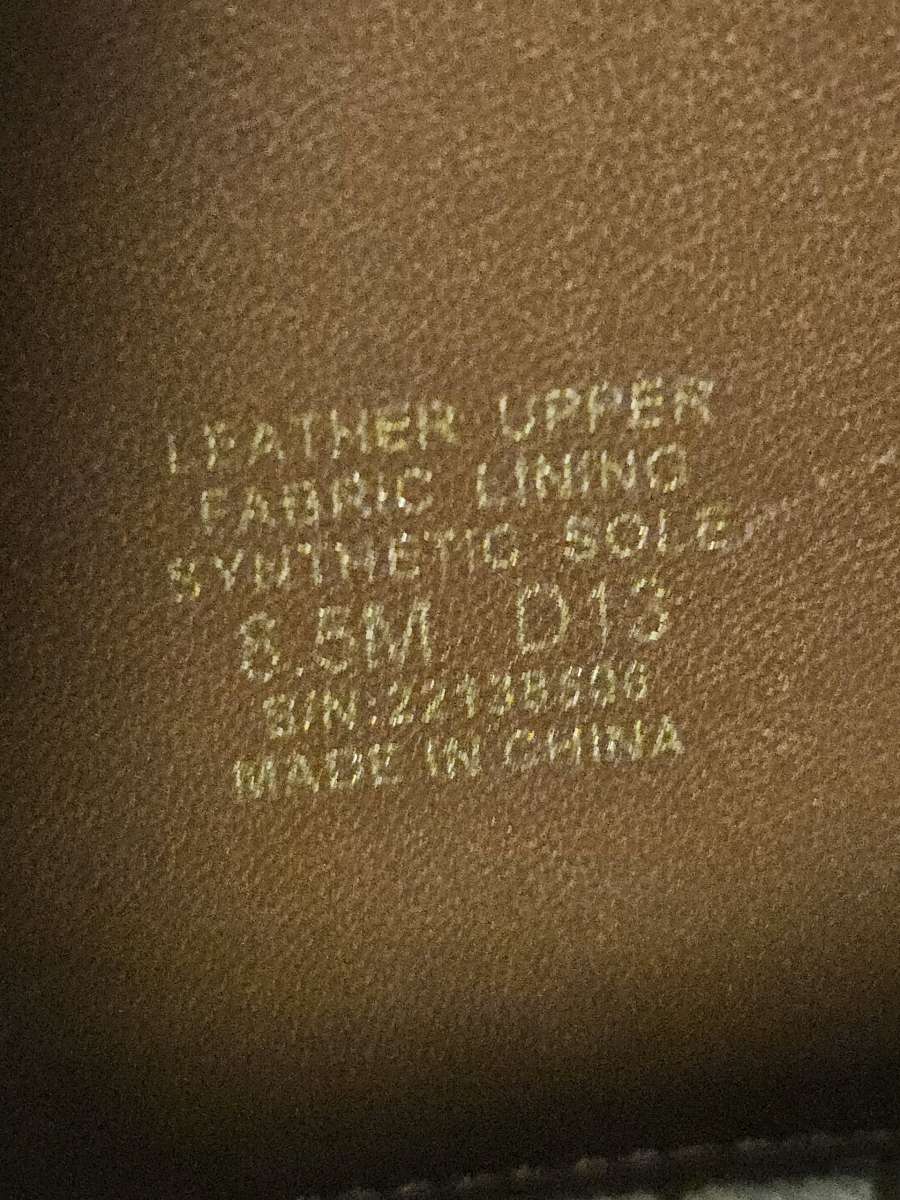 LEATHER UPPER
FABRIC LINING
SYNTHETIC SOLE
8.5M D13
MADE IN CHINA